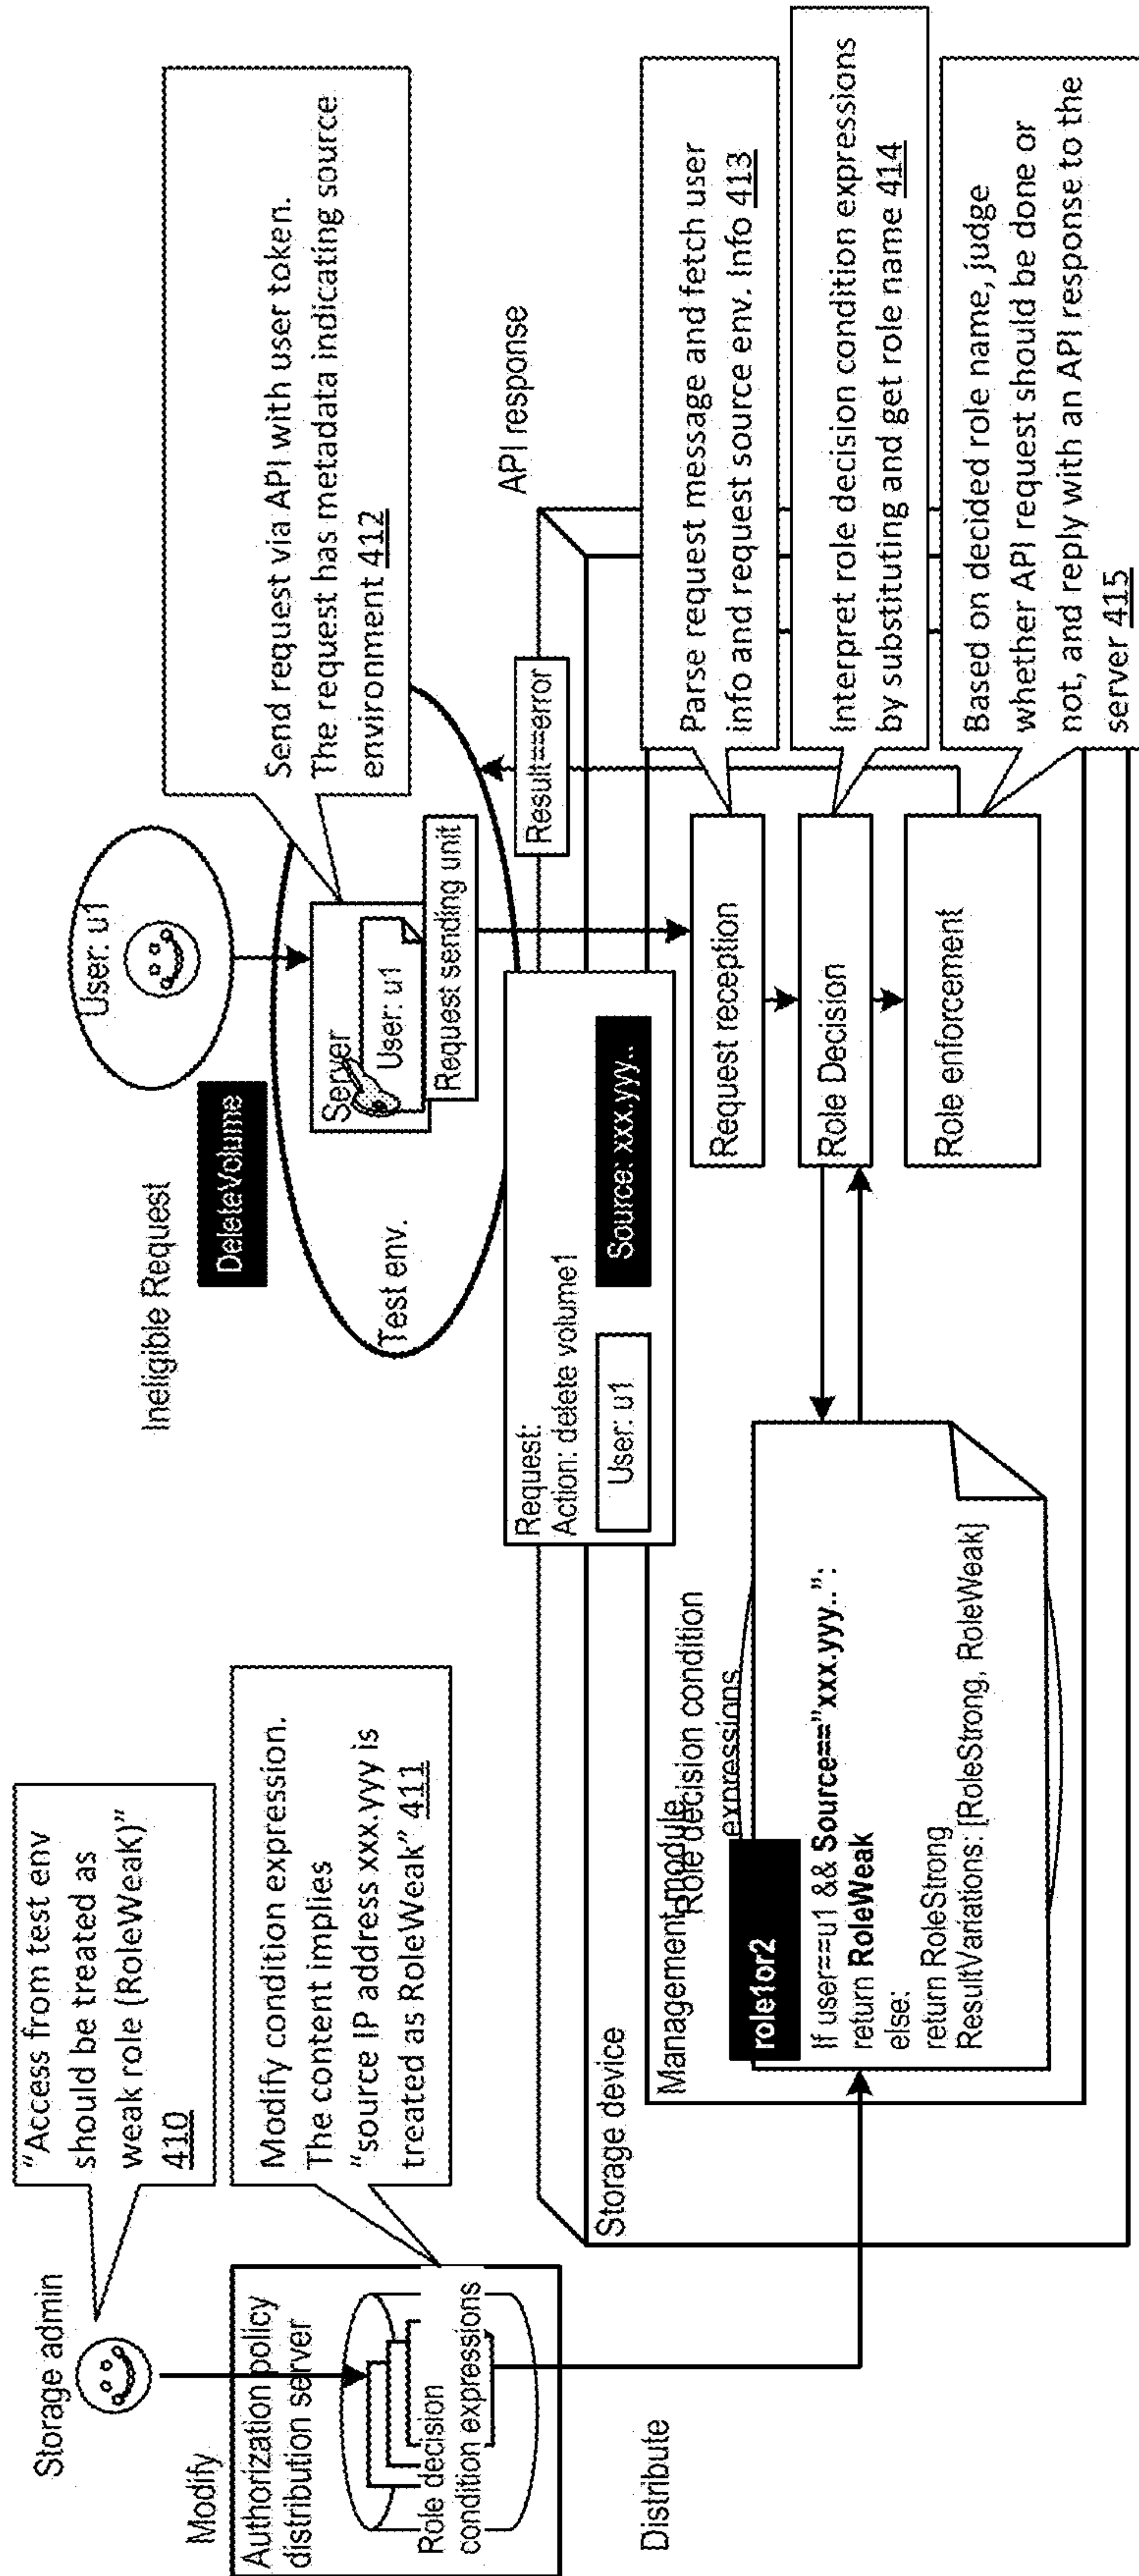 Storage admin
"Access from test env
should be treated as
weak role (RoleWeak)"
410
Modify
Authorization policy
distribution server
Role decision
condition expressions
Modify condition expression.
The content implies
"source IP address xxx.yyy is
treated as RoleWeak" 411
Distribute
Ineligible Request
DeleteVolume
User: u1
Test env.
Server
User: u1
Request sending unit
Send request via API with user token.
The request has metadata indicating source
environment 412
Request:
Action: delete volume1
User: u1
Source: xxx.yyy..
Result==error
API response
Storage device
Management module
Role decision condition
expressions
role1or2
If user==u1 && Source=="xxx.yyy..":
return RoleWeak
else:
return RoleStrong
ResultVariations: [RoleStrong, RoleWeak]
Request reception
Role Decision
Role enforcement
Parse request message and fetch user
info and request source env. Info 413
Interpret role decision condition expressions
by substituting and get role name 414
Based on decided role name, judge
whether API request should be done or
not, and reply with an API response to the
server 415